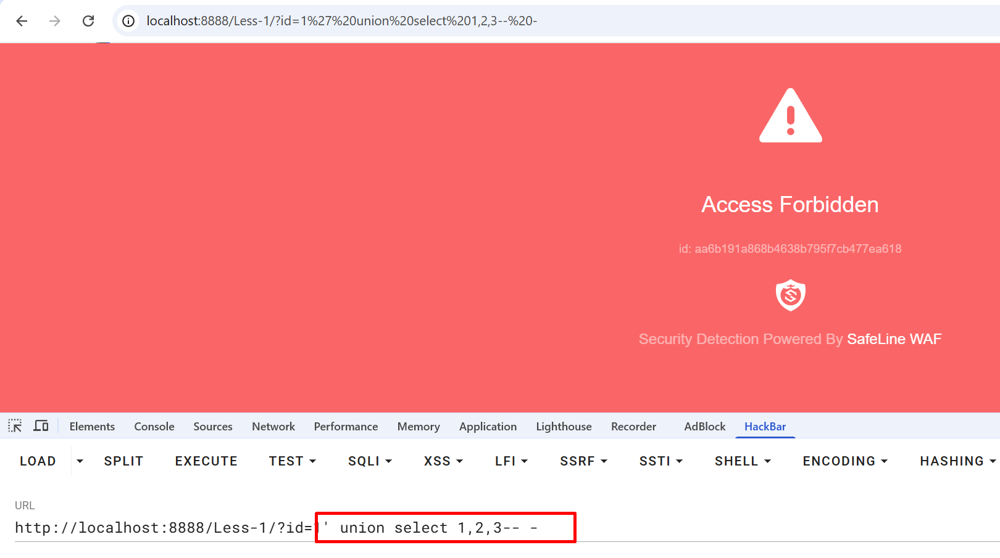 localhost:8888/Less-1/?id=1%27%20union%20select%201,2,3--%20-
Access Forbidden
id: aa6b191a868b4638b795f7cb477ea618
Security Detection Powered By SafeLine WAF
Elements Console Sources Network Performance Memory Application Lighthouse Recorder AdBlock HackBar
LOAD SPLIT EXECUTE TEST SQLI XSS LFI SSRF SSTI SHELL ENCODING HASHING
URL
http://localhost:8888/Less-1/?id=1' union select 1,2,3-- -